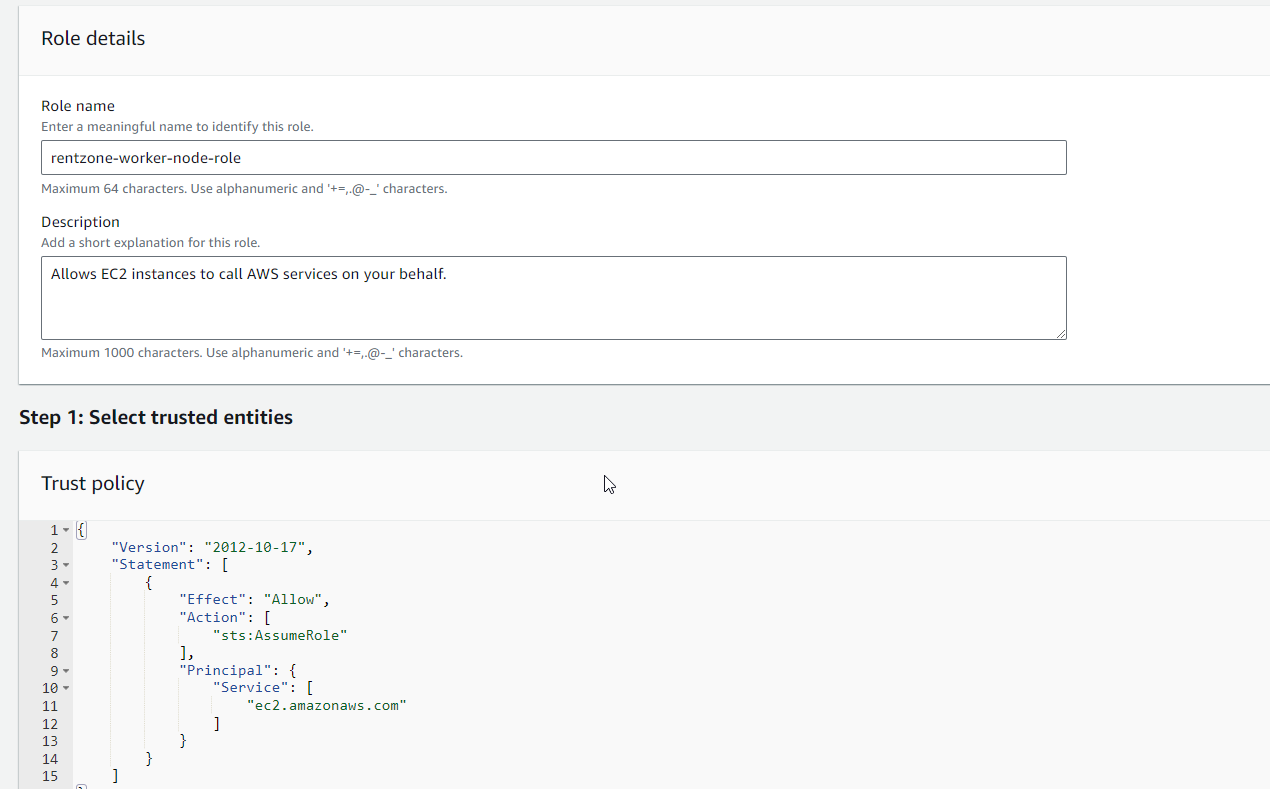 Role details
Role name
Enter a meaningful name to identify this role.
rentzone-worker-node-role
Maximum 64 characters. Use alphanumeric and '+=,.@-_' characters.
Description
Add a short explanation for this role.
Allows EC2 instances to call AWS services on your behalf.
Maximum 1000 characters. Use alphanumeric and '+=,.@-_' characters.
Step 1: Select trusted entities
Trust policy
1 {
2 "Version": "2012-10-17",
3 "Statement": [
4 {
5 "Effect": "Allow",
6 "Action": [
7 "sts:AssumeRole"
8 ],
9 "Principal": {
10 "Service": [
11 "ec2.amazonaws.com"
12 ]
13 }
14 }
15 ]